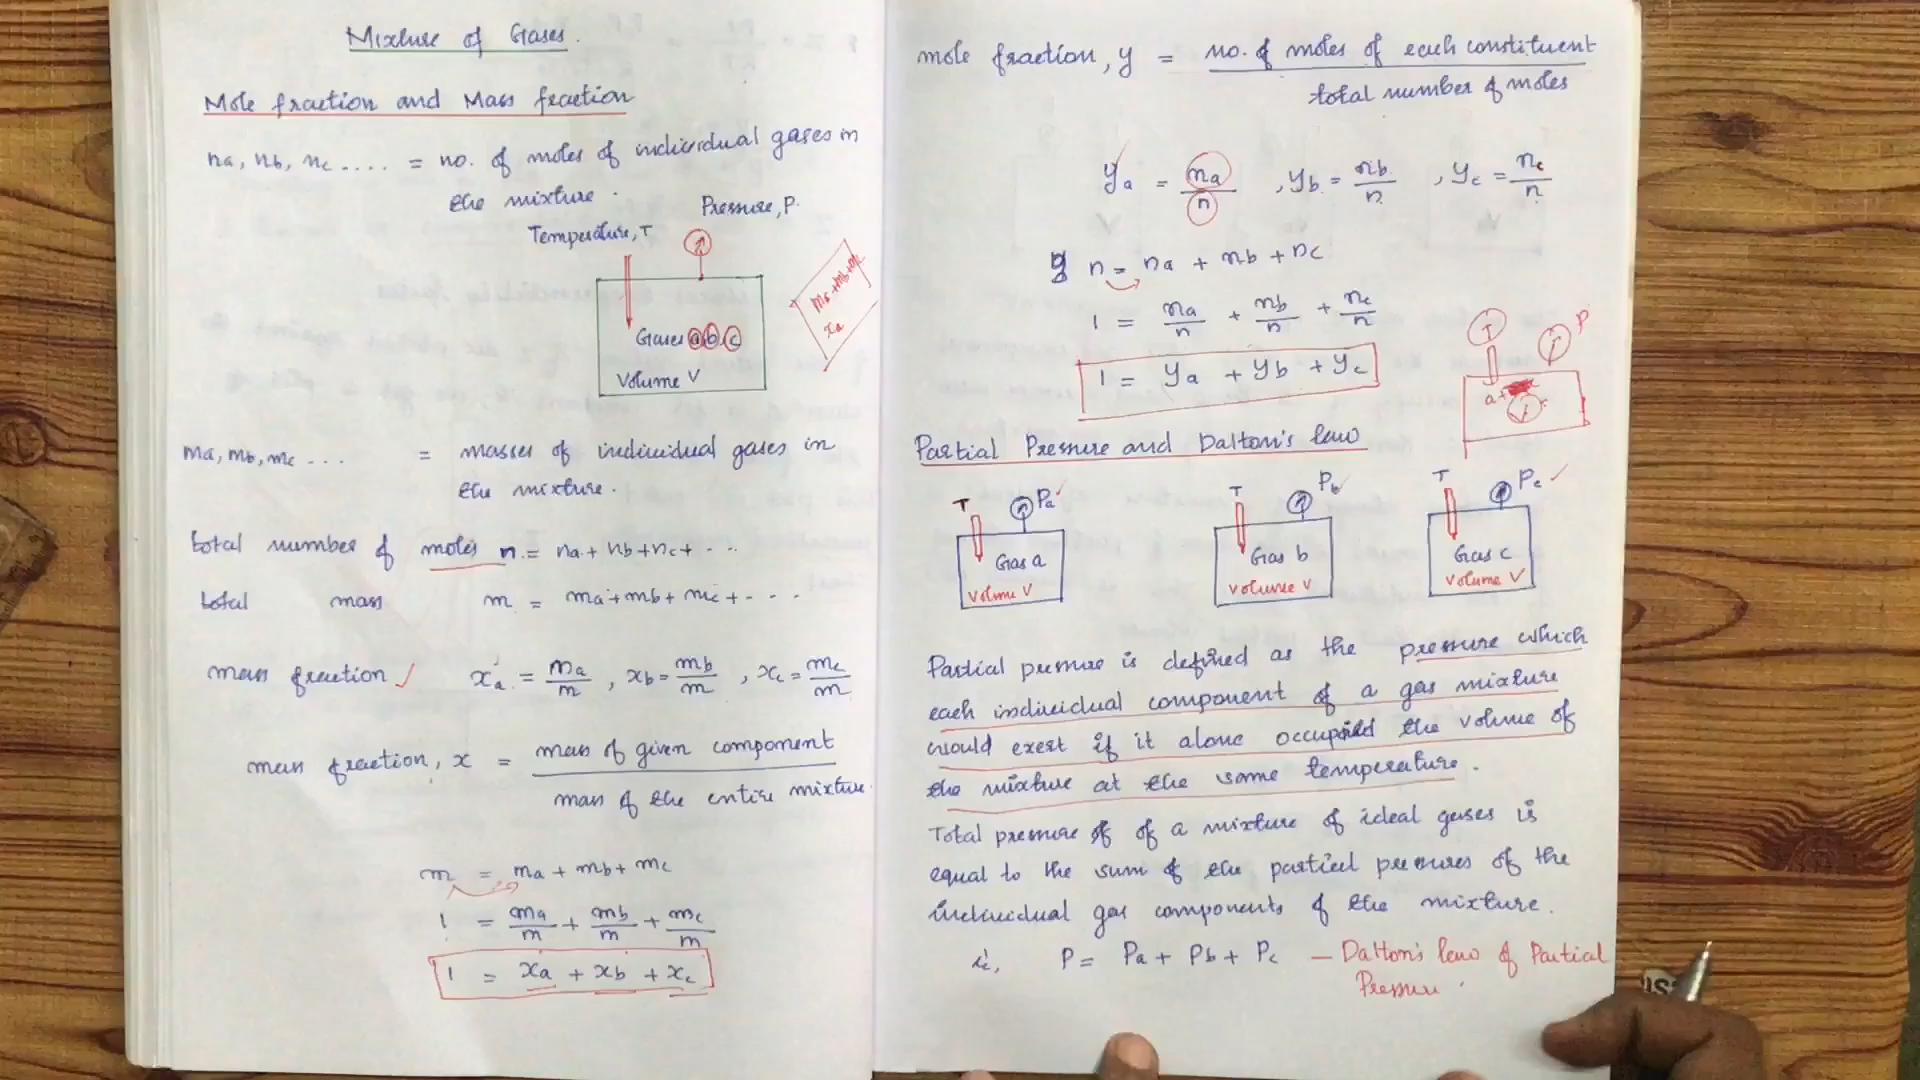 Mixture of Gases.
Mole fraction and Mass fraction
na, nb, nc .... = no. of moles of individual gases in
the mixture.
Pressure, P.
Temperature, T
Gases a b c
Volume V
ma+mb+mc
xa
ma, mb, mc ... = masses of individual gases in
the mixture.
total number of moles n = na + nb + nc + ...
total mass m = ma + mb + mc + ...
mass fraction ✓ xa = ma/m , xb = mb/m , xc = mc/m
mass fraction, x = mass of given component / mass of the entire mixture.
m = ma + mb + mc
1 = ma/m + mb/m + mc/m
1 = xa + xb + xc
mole fraction, y = no. of moles of each constituent / total number of moles
ya = na/n , yb = nb/n , yc = nc/n
n = na + nb + nc
1 = na/n + nb/n + nc/n
1 = ya + yb + yc
T P
a+
Partial Pressure and Dalton's law
T Pa ✓ T Pb ✓ T Pc ✓
Gas a Gas b Gas c
Volume V Volume V Volume V
Partial pressure is defined as the pressure which
each individual component of a gas mixture
would exert if it alone occupied the volume of
the mixture at the same temperature.
Total pressure of of a mixture of ideal gases is
equal to the sum of the partial pressures of the
individual gas components of the mixture.
ie, P = Pa + Pb + Pc — Dalton's law of Partial
Pressure.